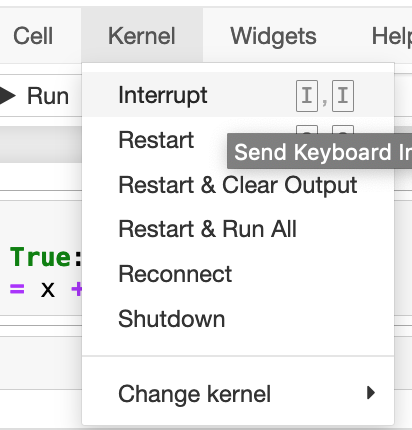 Cell Kernel Widgets Help
Run
Interrupt I,I
Restart
Send Keyboard In
Restart & Clear Output
Restart & Run All
True:
Reconnect
= x +
Shutdown
Change kernel